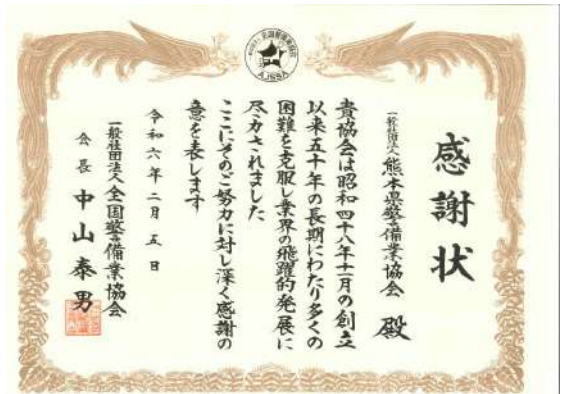 感謝状
一般社団法人 熊本県警備業協会 殿
貴協会は昭和四十八年十一月の創立
以来五十年の長期にわたり多くの
困難を克服し業界の飛躍的発展に
尽力されました
ここにそのご努力に対し深く感謝の
意を表します
令和六年二月五日
一般社団法人全国警備業協会
会長 中山泰男
AJSSA